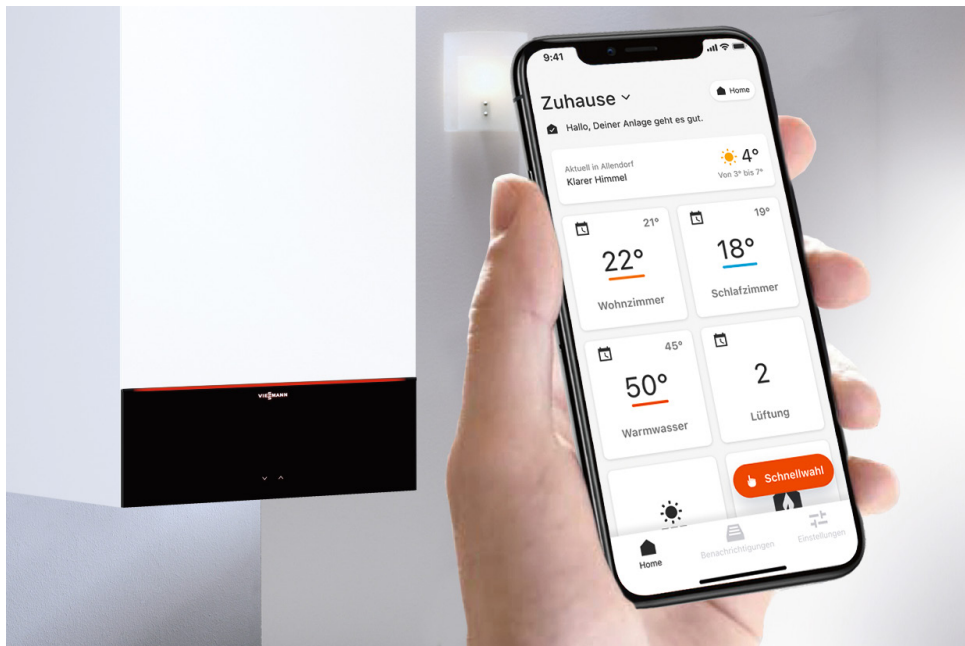 VIESMANN
9:41
Zuhause
Home
Hallo, Deiner Anlage geht es gut.
Aktuell in Allendorf
Klarer Himmel
4°
Von 3° bis 7°
21°
22°
Wohnzimmer
19°
18°
Schlafzimmer
45°
50°
Warmwasser
2
Lüftung
Schnellwahl
Home
Benachrichtigungen
Einstellungen